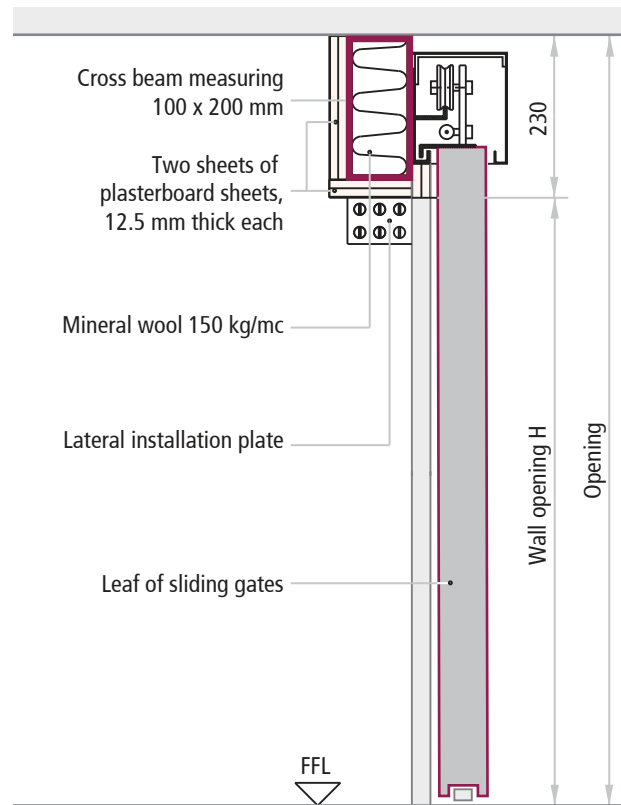 Cross beam measuring
100 x 200 mm
Two sheets of
plasterboard sheets,
12.5 mm thick each
Mineral wool 150 kg/mc
Lateral installation plate
Leaf of sliding gates
FFL
230
Wall opening H
Opening